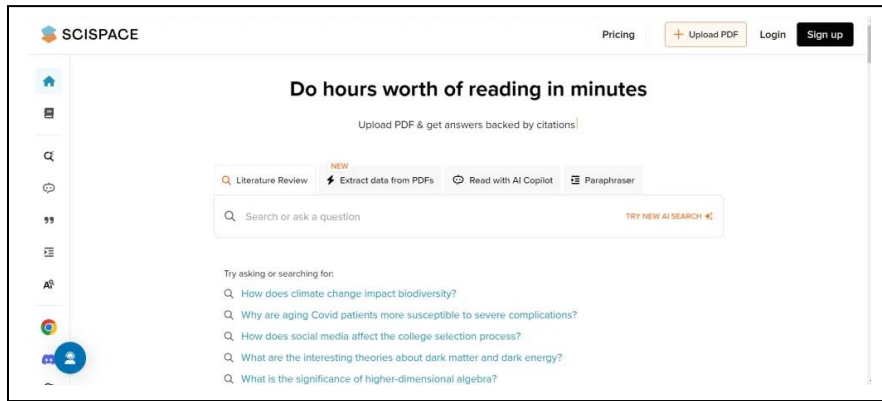 SCISPACE
Pricing
+ Upload PDF
Login
Sign up
Do hours worth of reading in minutes
Upload PDF & get answers backed by citations
NEW
Literature Review
Extract data from PDFs
Read with AI Copilot
Paraphraser
Search or ask a question
TRY NEW AI SEARCH
Try asking or searching for:
How does climate change impact biodiversity?
Why are aging Covid patients more susceptible to severe complications?
How does social media affect the college selection process?
What are the interesting theories about dark matter and dark energy?
What is the significance of higher-dimensional algebra?